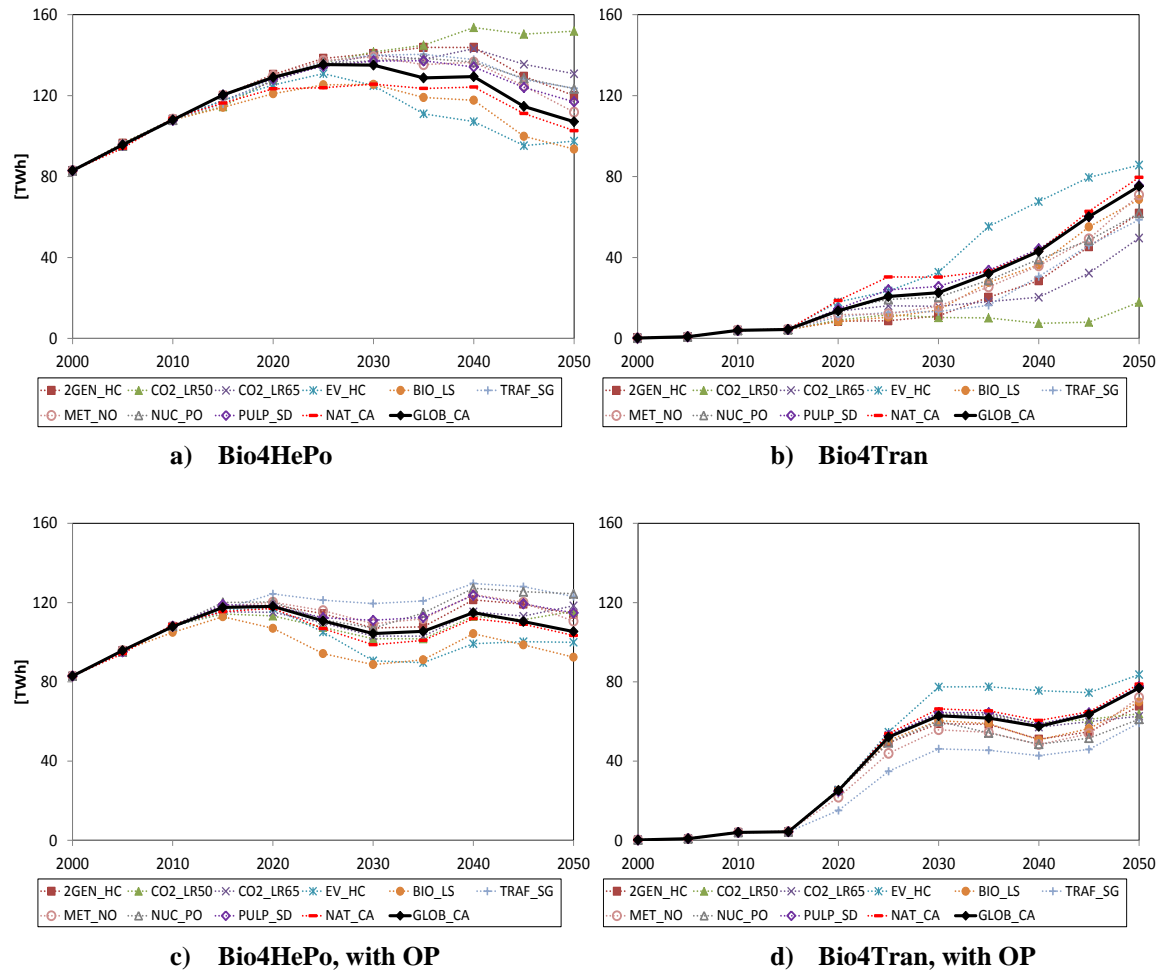 160
120
80
40
0
[TWh]
2000 2010 2020 2030 2040 2050
2GEN_HC CO2_LR50 CO2_LR65 EV_HC BIO_LS TRAF_SG
MET_NO NUC_PO PULP_SD NAT_CA GLOB_CA
a) Bio4HePo
160
120
80
40
0
2000 2010 2020 2030 2040 2050
2GEN_HC CO2_LR50 CO2_LR65 EV_HC BIO_LS TRAF_SG
MET_NO NUC_PO PULP_SD NAT_CA GLOB_CA
b) Bio4Tran
160
120
80
40
0
[TWh]
2000 2010 2020 2030 2040 2050
2GEN_HC CO2_LR50 CO2_LR65 EV_HC BIO_LS TRAF_SG
MET_NO NUC_PO PULP_SD NAT_CA GLOB_CA
c) Bio4HePo, with OP
160
120
80
40
0
2000 2010 2020 2030 2040 2050
2GEN_HC CO2_LR50 CO2_LR65 EV_HC BIO_LS TRAF_SG
MET_NO NUC_PO PULP_SD NAT_CA GLOB_CA
d) Bio4Tran, with OP